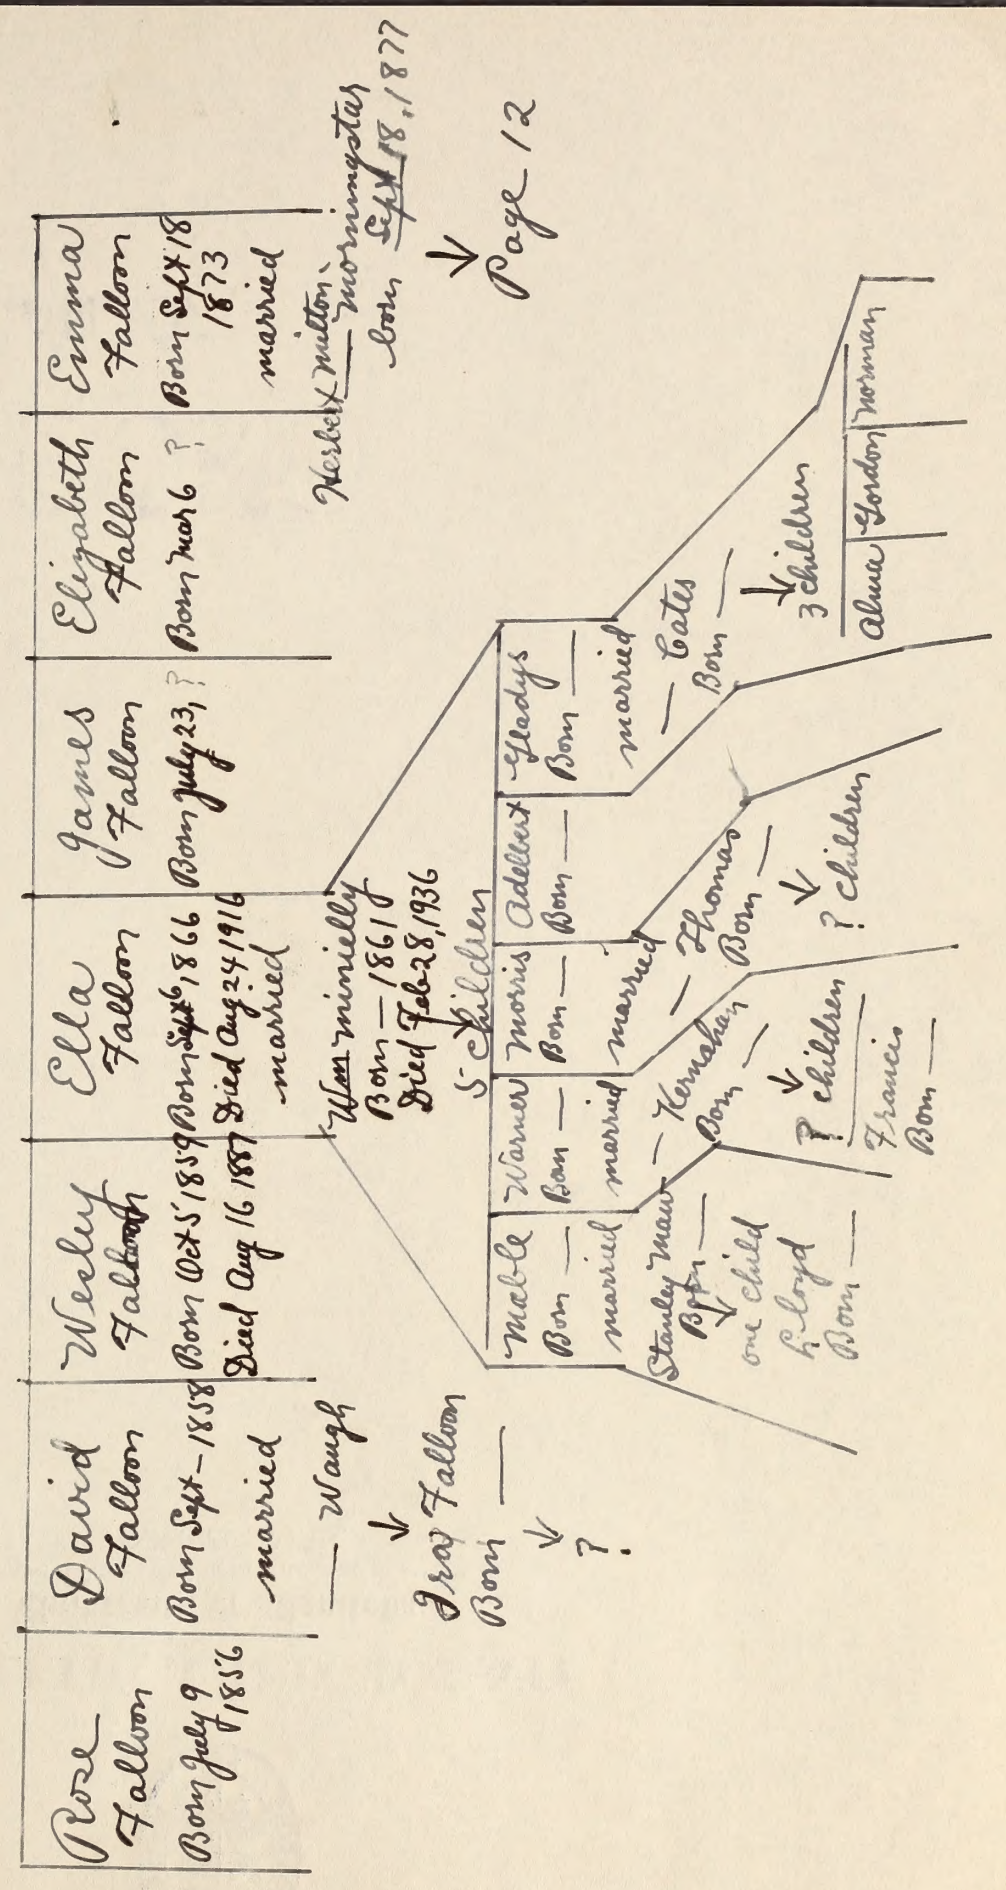 Rose
Falloon
Born July 9
1856
David
Falloon
Born Sept — 1858
married
— Waugh
Ira Falloon
Born —
?
Wesley
Falloon
Born Oct 5 1859
Died Aug 16 1887
Ella
Falloon
Born Sept 6 1866
Died Aug 24 1916
married
Wm Minielly
Born — 1861
Died Feb 28, 1936
5 children
Mable
Born —
married
Stanley Maw
Born —
one child
Lloyd
Born —
Warner
Born —
married
— Kernahan
Born —
? children
Francis
Born —
Morris
Born —
married
— Thomas
Born —
? children
Adelbert
Born —
Gladys
Born —
married
— Cates
Born —
3 children
Alma
Gordon
Norman
James
Falloon
Born July 23, ?
Elizabeth
Falloon
Born Mar 6 ?
Emma
Falloon
Born Sept 18
1873
married
Herbert Milton
Morningstar
born Sept 18, 1877
Page 12